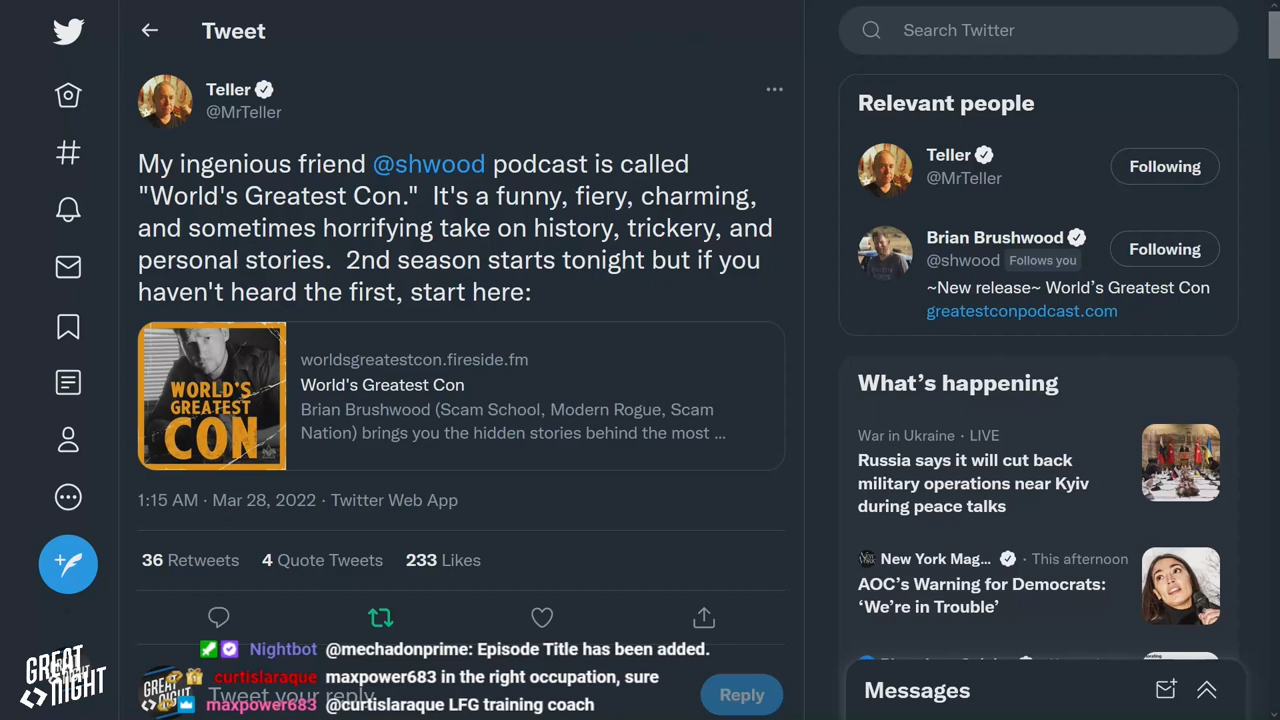 Tweet
Teller
@MrTeller
My ingenious friend @shwood podcast is called
"World's Greatest Con."  It's a funny, fiery, charming,
and sometimes horrifying take on history, trickery, and
personal stories.  2nd season starts tonight but if you
haven't heard the first, start here:
WORLD'S
GREATEST
CON
worldsgreatestcon.fireside.fm
World's Greatest Con
Brian Brushwood (Scam School, Modern Rogue, Scam
Nation) brings you the hidden stories behind the most ...
1:15 AM · Mar 28, 2022 · Twitter Web App
36 Retweets 4 Quote Tweets 233 Likes
Nightbot @mechadonprime: Episode Title has been added.
curtislaraque maxpower683 in the right occupation, sure
Tweet your reply
Reply
maxpower683 @curtislaraque LFG training coach
GREAT
NIGHT
Search Twitter
Relevant people
Teller
@MrTeller
Following
Brian Brushwood
@shwood Follows you
Following
~New release~ World's Greatest Con
greatestconpodcast.com
What's happening
War in Ukraine · LIVE
Russia says it will cut back
military operations near Kyiv
during peace talks
New York Mag... · This afternoon
AOC's Warning for Democrats:
‘We're in Trouble’
Messages